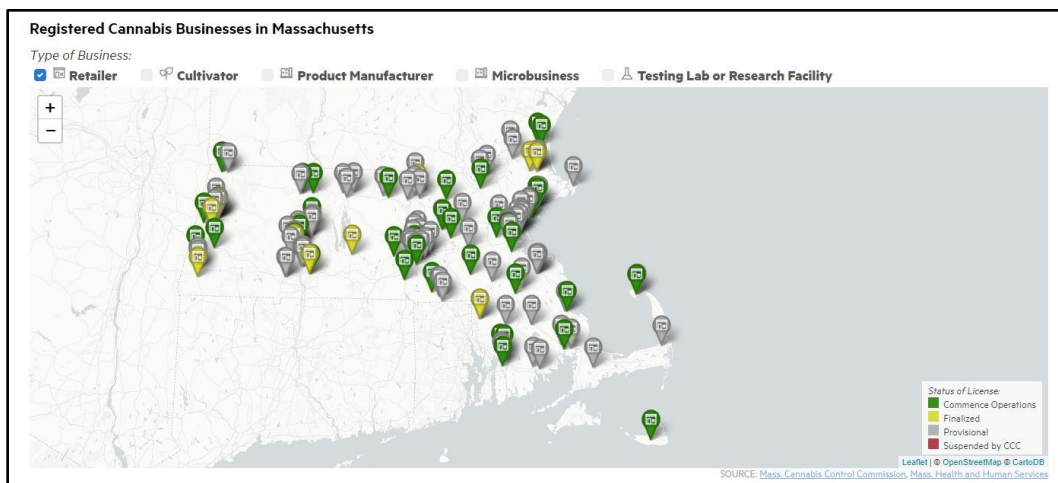 Registered Cannabis Businesses in Massachusetts
Type of Business:
Retailer Cultivator Product Manufacturer Microbusiness Testing Lab or Research Facility
+
−
Status of License:
Commence Operations
Finalized
Provisional
Suspended by CCC
Leaflet | © OpenStreetMap © CartoDB
SOURCE: Mass. Cannabis Control Commission, Mass. Health and Human Services